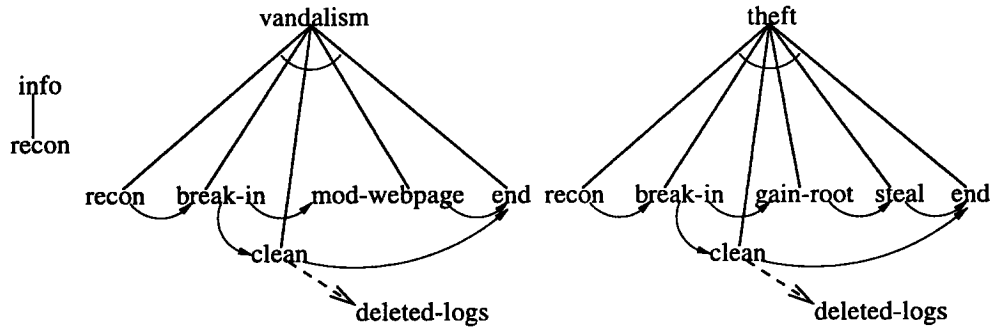 vandalism
theft
info
recon
recon break-in mod-webpage end
recon break-in gain-root steal end
clean
clean
deleted-logs
deleted-logs